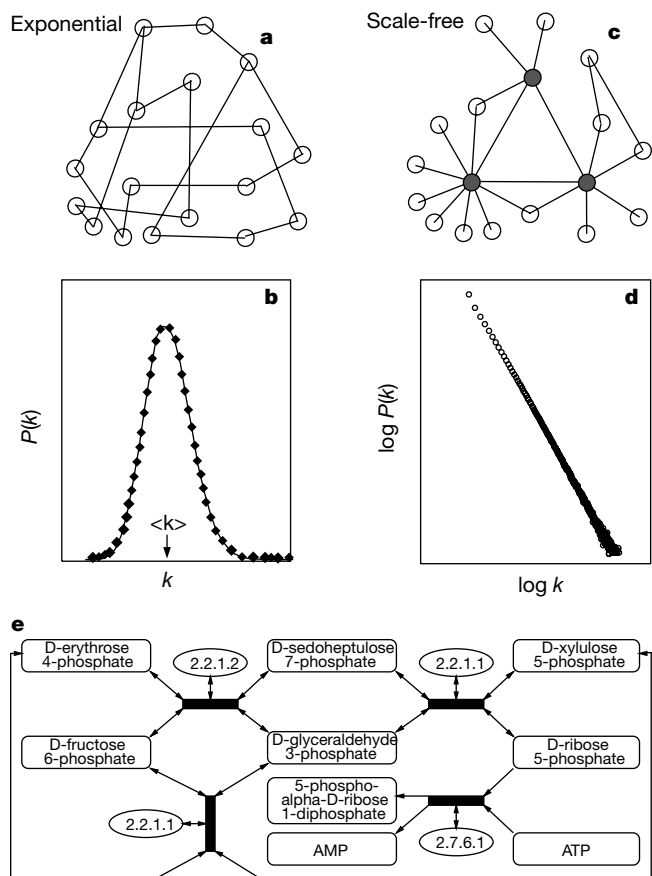 Exponential
a
Scale-free
c
b
P(k)
<k>
k
d
log P(k)
log k
e
D-erythrose
4-phosphate
2.2.1.2
D-sedoheptulose
7-phosphate
2.2.1.1
D-xylulose
5-phosphate
D-fructose
6-phosphate
D-glyceraldehyde
3-phosphate
D-ribose
5-phosphate
5-phospho-
alpha-D-ribose
1-diphosphate
2.2.1.1
AMP
2.7.6.1
ATP